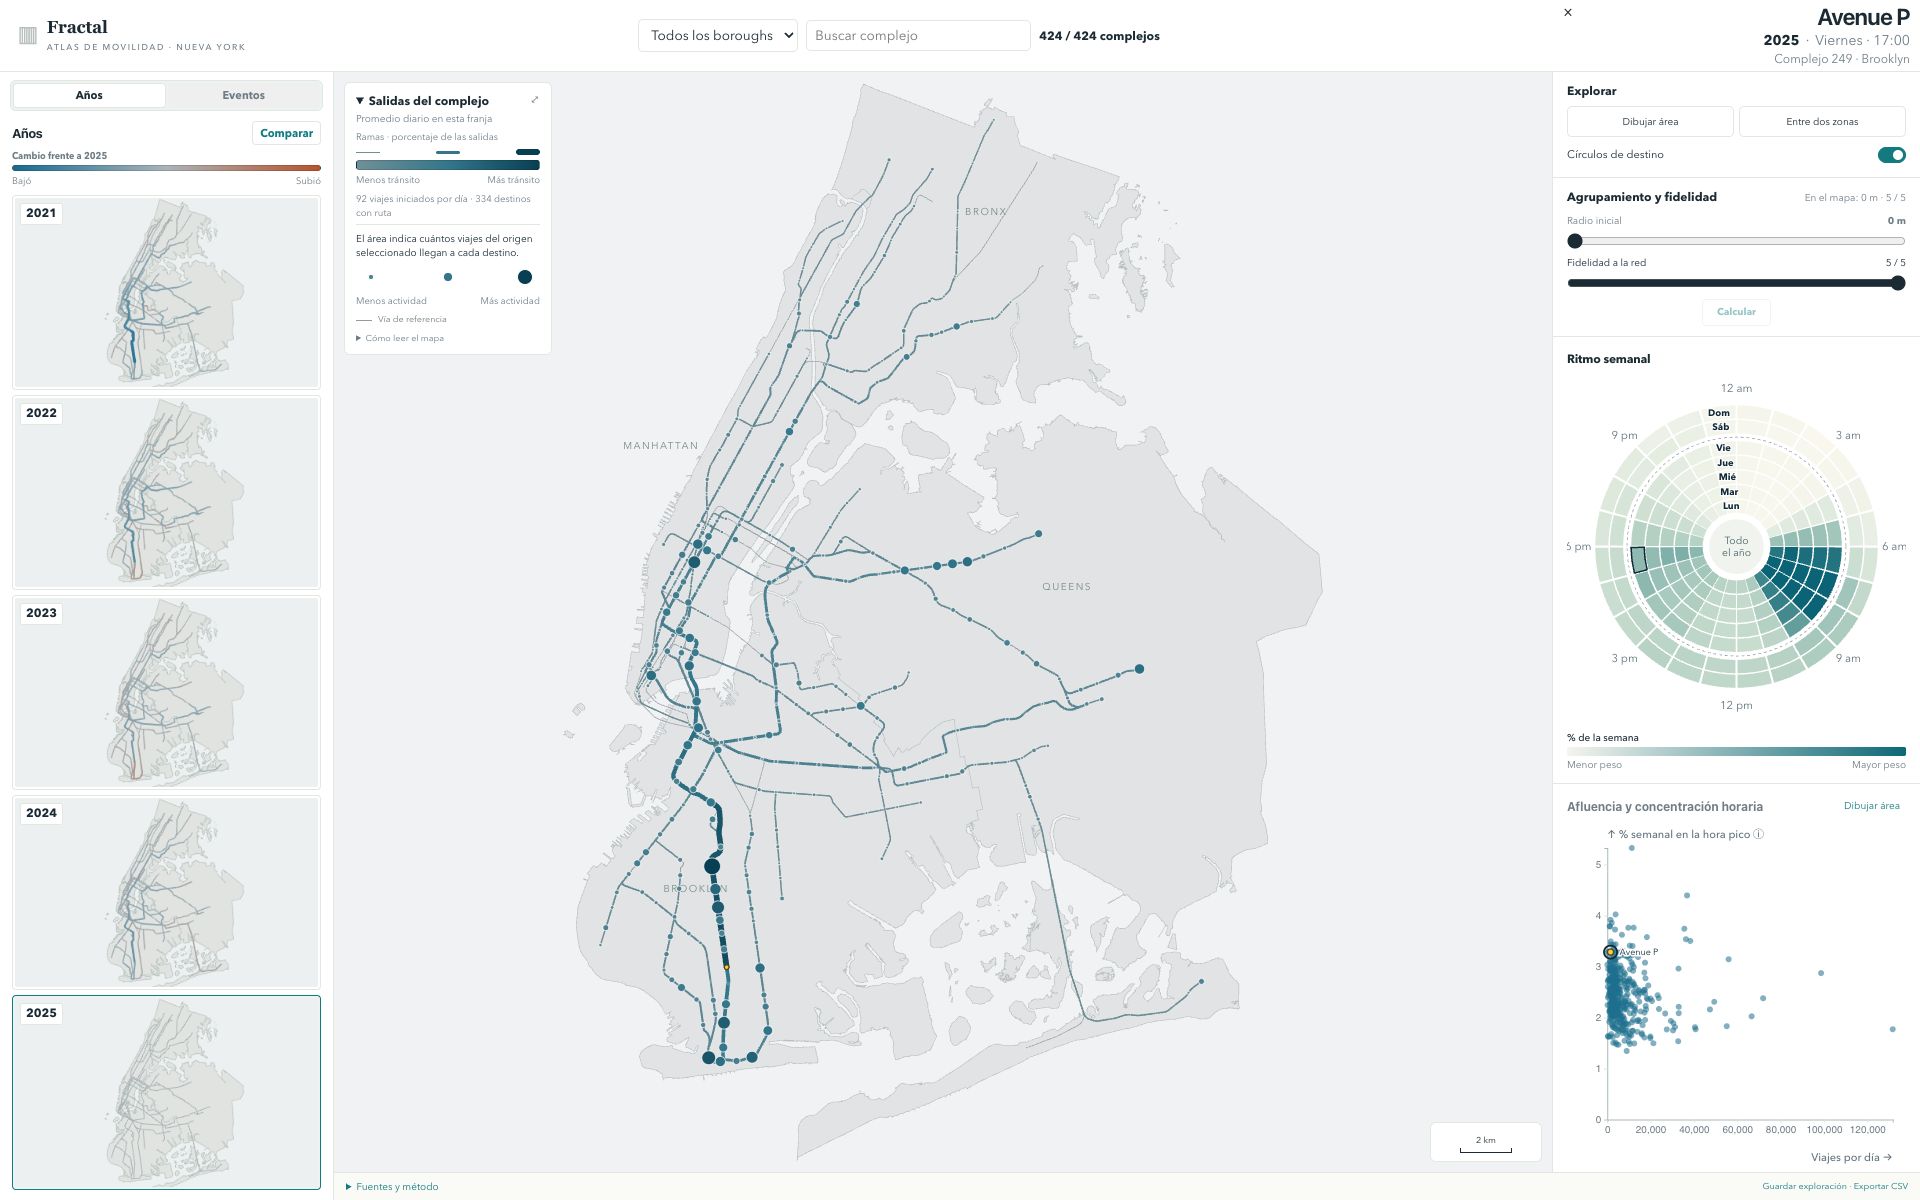 Fractal
ATLAS DE MOVILIDAD · NUEVA YORK
Todos los boroughs
Buscar complejo
424 / 424 complejos
×
Avenue P
2025 · Viernes · 17:00
Complejo 249 · Brooklyn
Años
Eventos
Años
Comparar
Cambio frente a 2025
Bajó
Subió
2021
2022
2023
2024
2025
▼ Salidas del complejo
Promedio diario en esta franja
Ramas · porcentaje de las salidas
Menos tránsito
Más tránsito
92 viajes iniciados por día · 334 destinos
con ruta
El área indica cuántos viajes del origen
seleccionado llegan a cada destino.
Menos actividad
Más actividad
Vía de referencia
▶ Cómo leer el mapa
BRONX
MANHATTAN
QUEENS
BROOKLYN
2 km
▶ Fuentes y método
Explorar
Dibujar área
Entre dos zonas
Círculos de destino
Agrupamiento y fidelidad
En el mapa: 0 m · 5 / 5
Radio inicial
0 m
Fidelidad a la red
5 / 5
Calcular
Ritmo semanal
12 am
Dom
Sáb
9 pm
3 am
Vie
Jue
Mié
Mar
Lun
Todo
el año
6 am
3 pm
9 am
12 pm
% de la semana
Menor peso
Mayor peso
Afluencia y concentración horaria
Dibujar área
↑ % semanal en la hora pico ⓘ
5
4
Avenue P
3
2
1
0
0
20,000
40,000
60,000
80,000
100,000
120,000
Viajes por día →
Guardar exploración · Exportar CSV